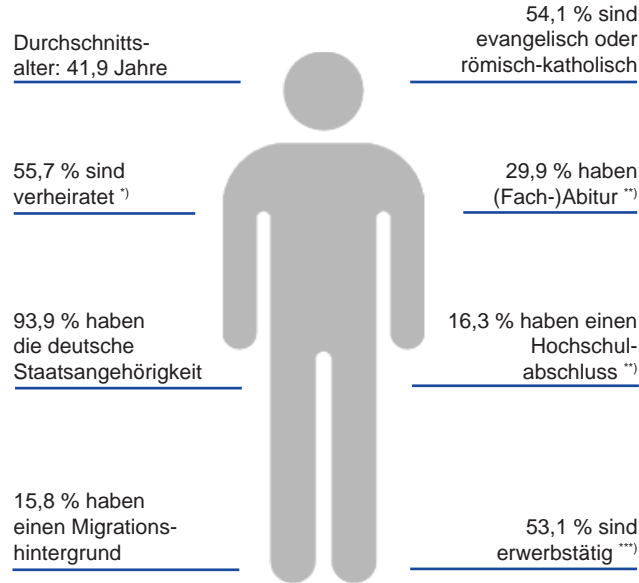 Durchschnitts-
alter: 41,9 Jahre
54,1 % sind
evangelisch oder
römisch-katholisch
55,7 % sind
verheiratet *)
29,9 % haben
(Fach-)Abitur **)
93,9 % haben
die deutsche
Staatsangehörigkeit
16,3 % haben einen
Hochschul-
abschluss **)
15,8 % haben
einen Migrations-
hintergrund
53,1 % sind
erwerbstätig ***)